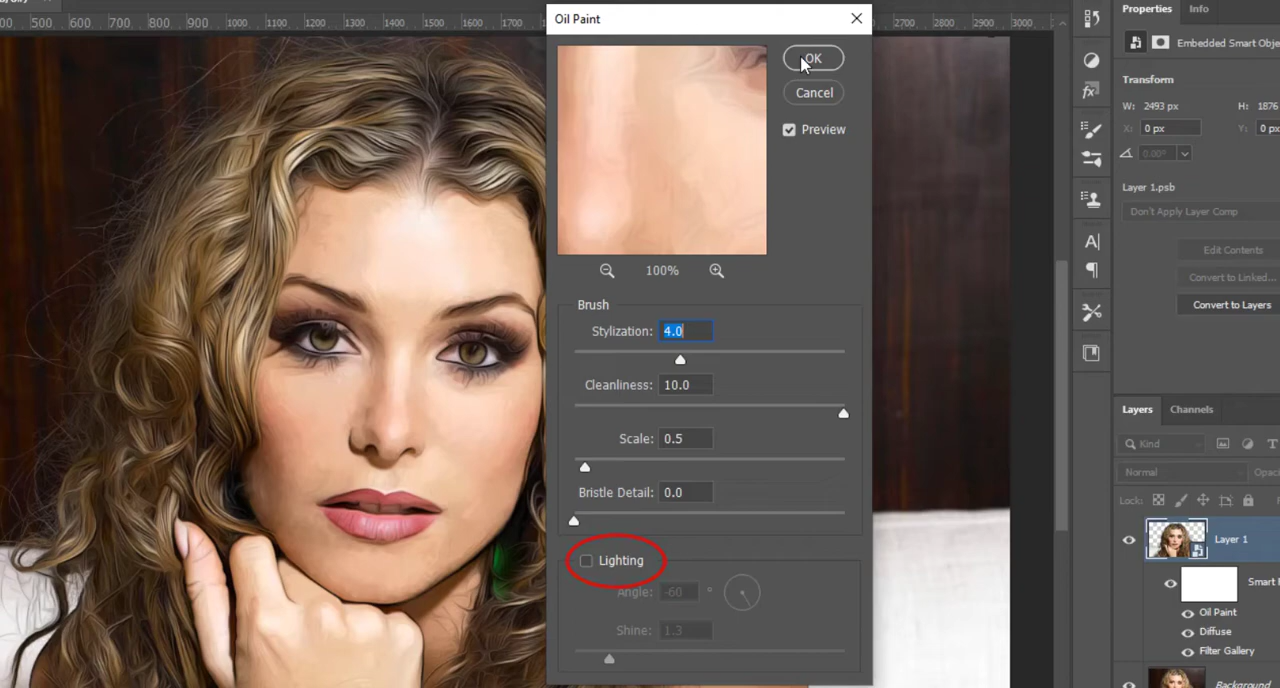 500
600
700
800
900
1000
1100
1200
1300
1400
1500
1600
1700
2700
2800
2900
3000
Oil Paint
OK
Cancel
Preview
100%
Brush
Stylization: 4.0
Cleanliness: 10.0
Scale: 0.5
Bristle Detail: 0.0
Lighting
Angle: -60 °
Shine: 1.3
Properties Info
Embedded Smart Obje
Transform
W: 2493 px H: 1876
X: 0 px Y: 0 px
0.00°
Layer 1.psb
Don't Apply Layer Comp
Edit Contents
Convert to Linked...
Convert to Layers
Layers Channels
Kind
Normal Opac
Lock:
Layer 1
Smart
Oil Paint
Diffuse
Filter Gallery
Background